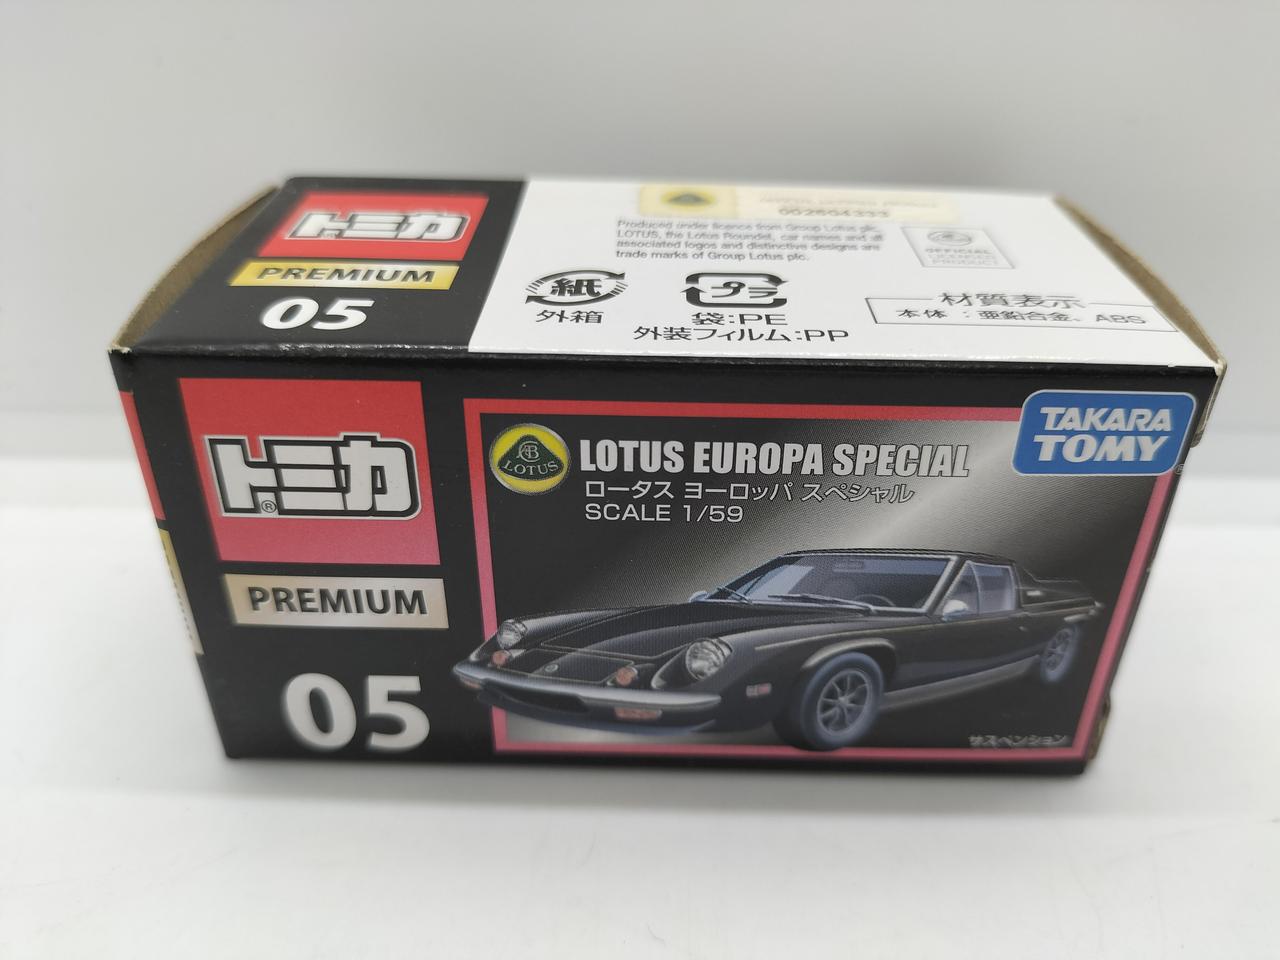 トミカ
PREMIUM
05
002604333
Produced under licence from Group Lotus plc.
LOTUS, the Lotus Roundel, car names and all
associated logos and distinctive designs are
trade marks of Group Lotus plc.
OFFICIAL
LICENSED
PRODUCT
紙
外箱
プラ
袋:PE
外装フィルム:PP
材質表示
本体 : 亜鉛合金、ABS
トミカ®
PREMIUM
05
LOTUS
LOTUS EUROPA SPECIAL
ロータス ヨーロッパ スペシャル
SCALE 1/59
TAKARA
TOMY
サスペンション